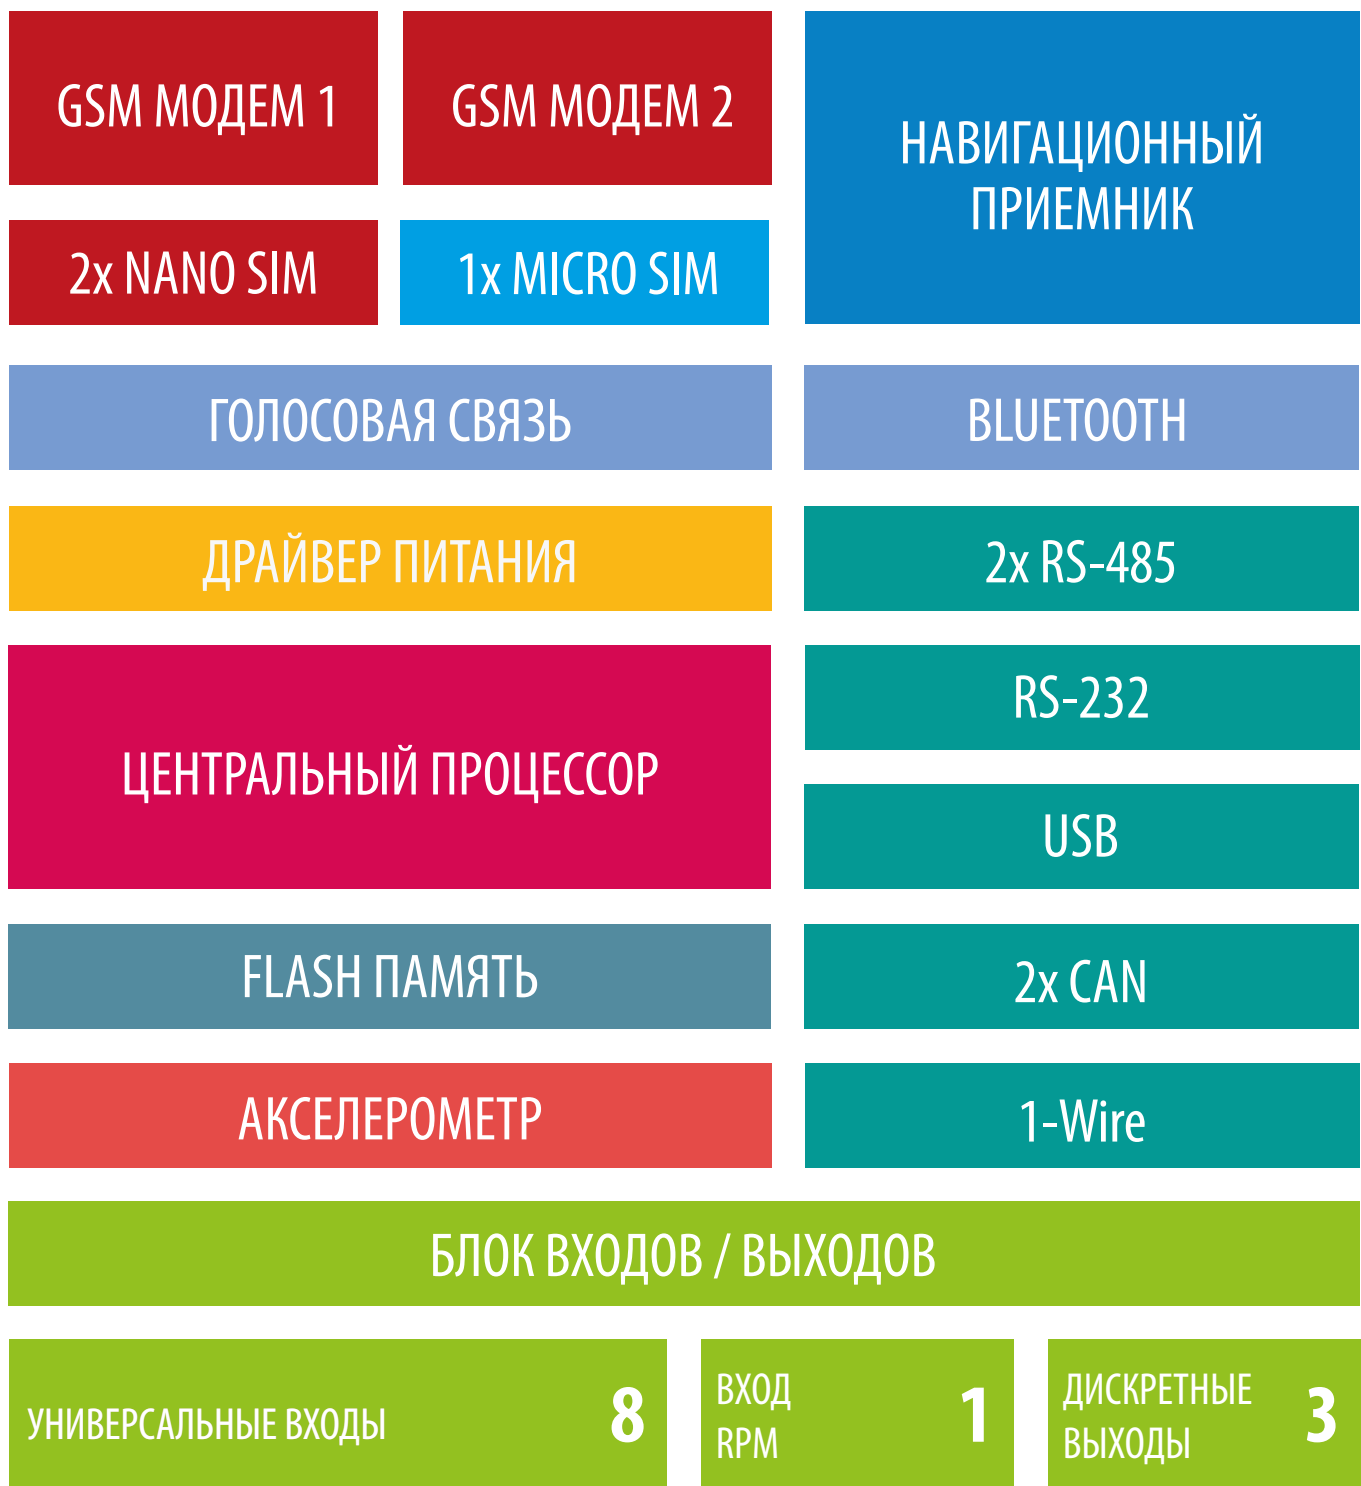 GSM МОДЕМ 1
GSM МОДЕМ 2
НАВИГАЦИОННЫЙ
ПРИЕМНИК
2x NANO SIM
1x MICRO SIM
ГОЛОСОВАЯ СВЯЗЬ
BLUETOOTH
ДРАЙВЕР ПИТАНИЯ
2x RS-485
ЦЕНТРАЛЬНЫЙ ПРОЦЕССОР
RS-232
USB
FLASH ПАМЯТЬ
2x CAN
АКСЕЛЕРОМЕТР
1-Wire
БЛОК ВХОДОВ / ВЫХОДОВ
УНИВЕРСАЛЬНЫЕ ВХОДЫ 8
ВХОД
RPM
1
ДИСКРЕТНЫЕ
ВЫХОДЫ
3